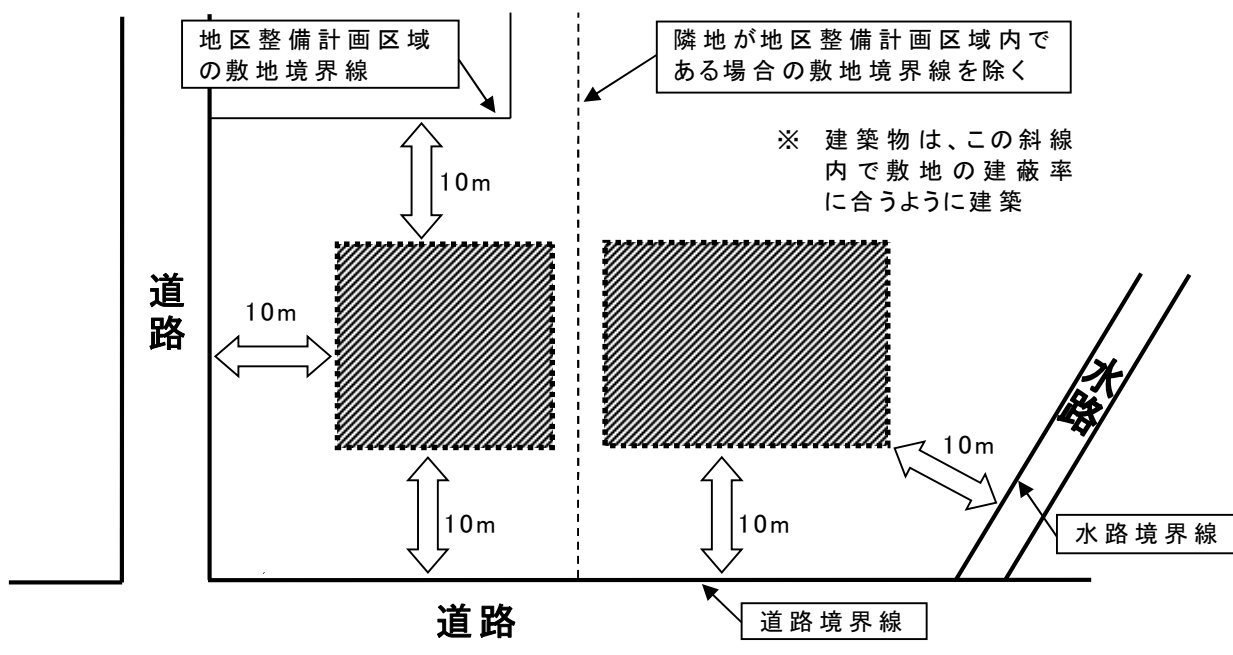 地区整備計画区域
の敷地境界線
隣地が地区整備計画区域内で
ある場合の敷地境界線を除く
※ 建築物は、この斜線
内で敷地の建蔽率
に合うように建築
10m
道路
10m
水路
10m
10m
10m
水路境界線
道路境界線
道路